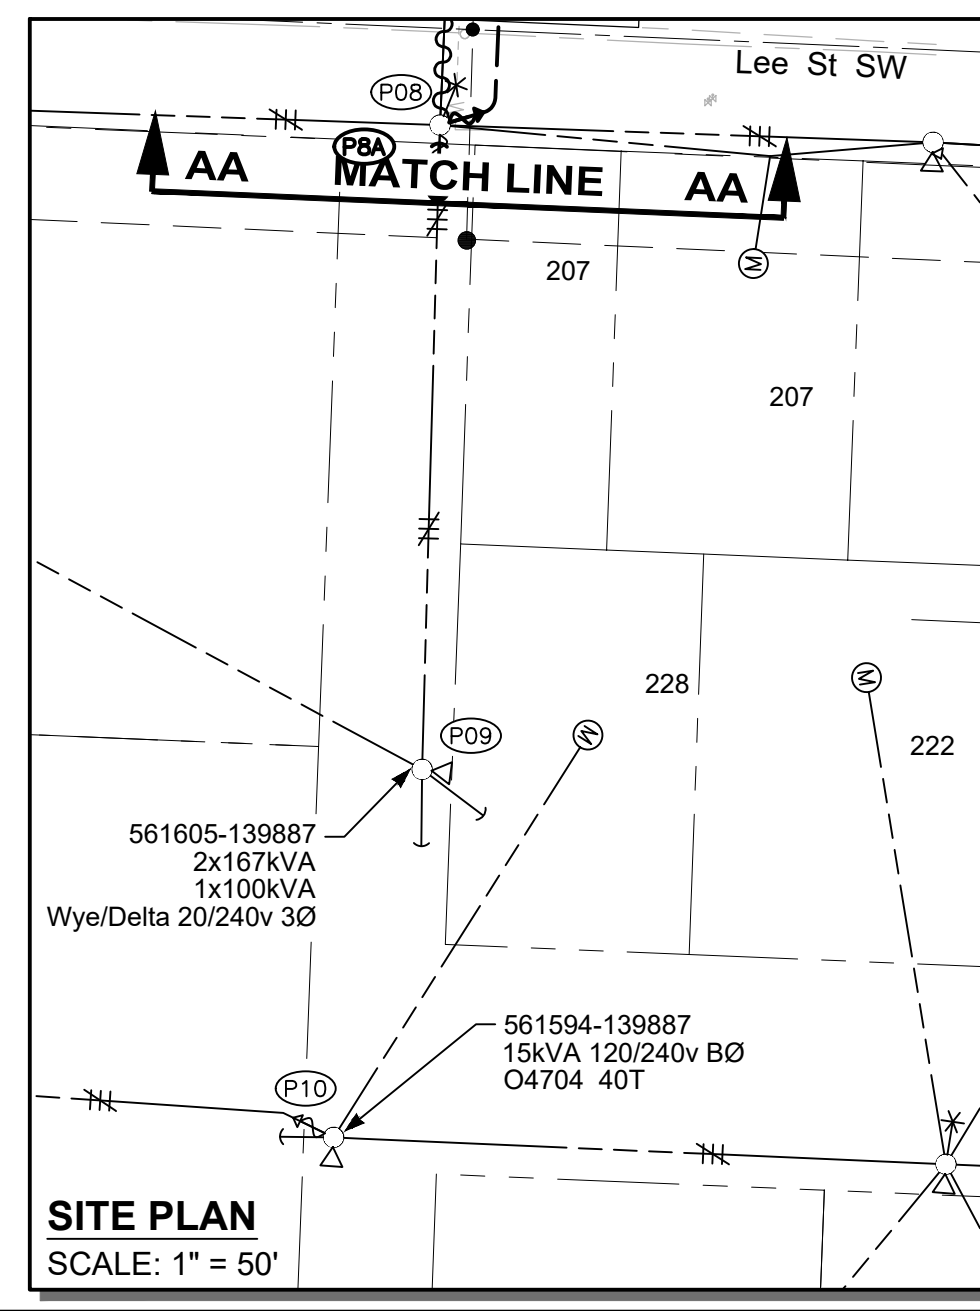 Lee St SW
P08
P8A
AA MATCH LINE AA
M
207
207
228
M
222
P09
M
561605-139887
2x167kVA
1x100kVA
Wye/Delta 20/240v 3Ø
561594-139887
15kVA 120/240v BØ
O4704 40T
P10
SITE PLAN
SCALE: 1" = 50'